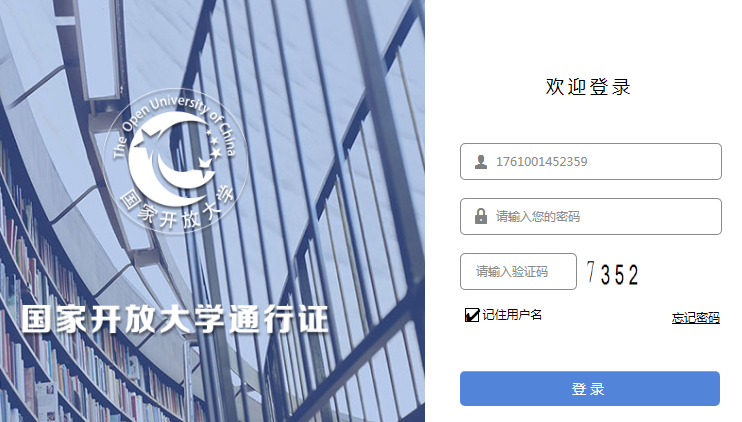 The Open University of China
国家开放大学
国家开放大学通行证
欢迎登录
1761001452359
请输入您的密码
请输入验证码
7352
记住用户名
忘记密码
登录